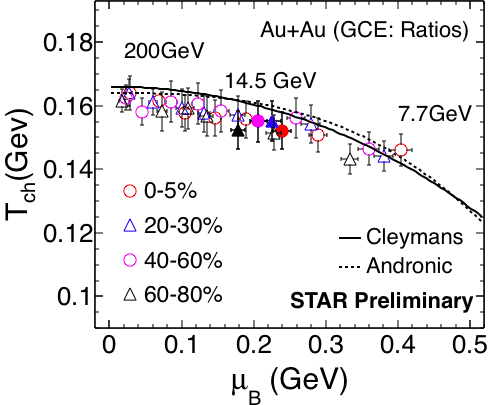 Au+Au (GCE: Ratios)
200GeV
14.5 GeV
7.7GeV
0-5%
20-30%
40-60%
60-80%
Cleymans
Andronic
STAR Preliminary
0.18
0.16
0.14
0.12
0.1
T_ch (GeV)
0 0.1 0.2 0.3 0.4 0.5
μ_B (GeV)